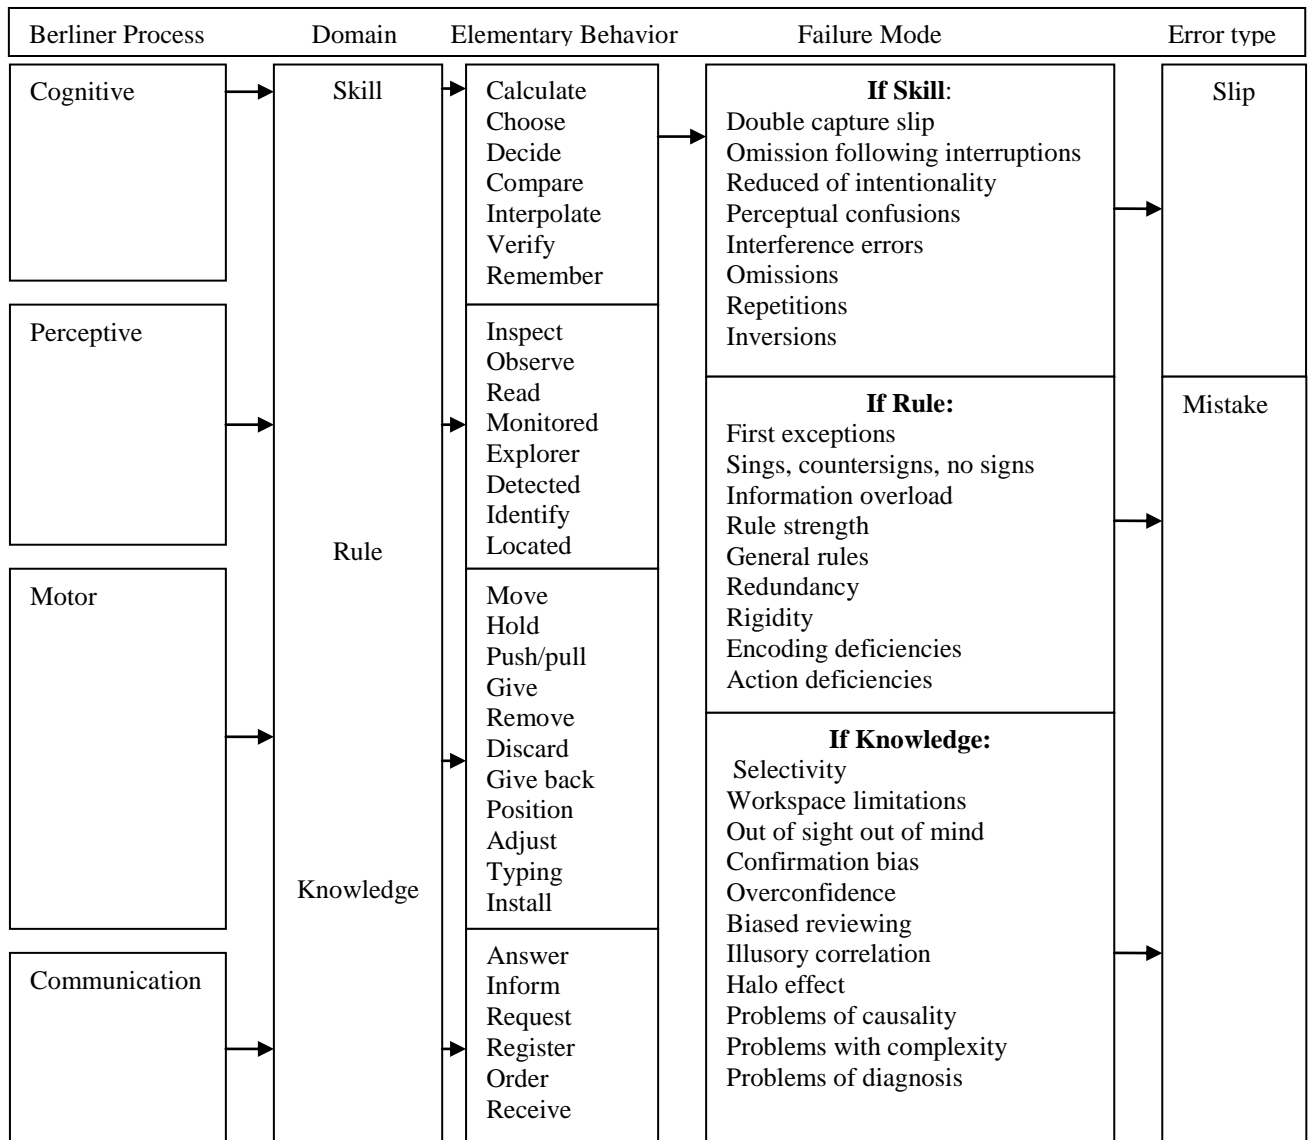 Berliner Process Domain Elementary Behavior Failure Mode Error type
Cognitive
Perceptive
Motor
Communication
Skill
Rule
Knowledge
Calculate
Choose
Decide
Compare
Interpolate
Verify
Remember
Inspect
Observe
Read
Monitored
Explorer
Detected
Identify
Located
Move
Hold
Push/pull
Give
Remove
Discard
Give back
Position
Adjust
Typing
Install
Answer
Inform
Request
Register
Order
Receive
If Skill:
Double capture slip
Omission following interruptions
Reduced of intentionality
Perceptual confusions
Interference errors
Omissions
Repetitions
Inversions
If Rule:
First exceptions
Sings, countersigns, no signs
Information overload
Rule strength
General rules
Redundancy
Rigidity
Encoding deficiencies
Action deficiencies
If Knowledge:
Selectivity
Workspace limitations
Out of sight out of mind
Confirmation bias
Overconfidence
Biased reviewing
Illusory correlation
Halo effect
Problems of causality
Problems with complexity
Problems of diagnosis
Slip
Mistake